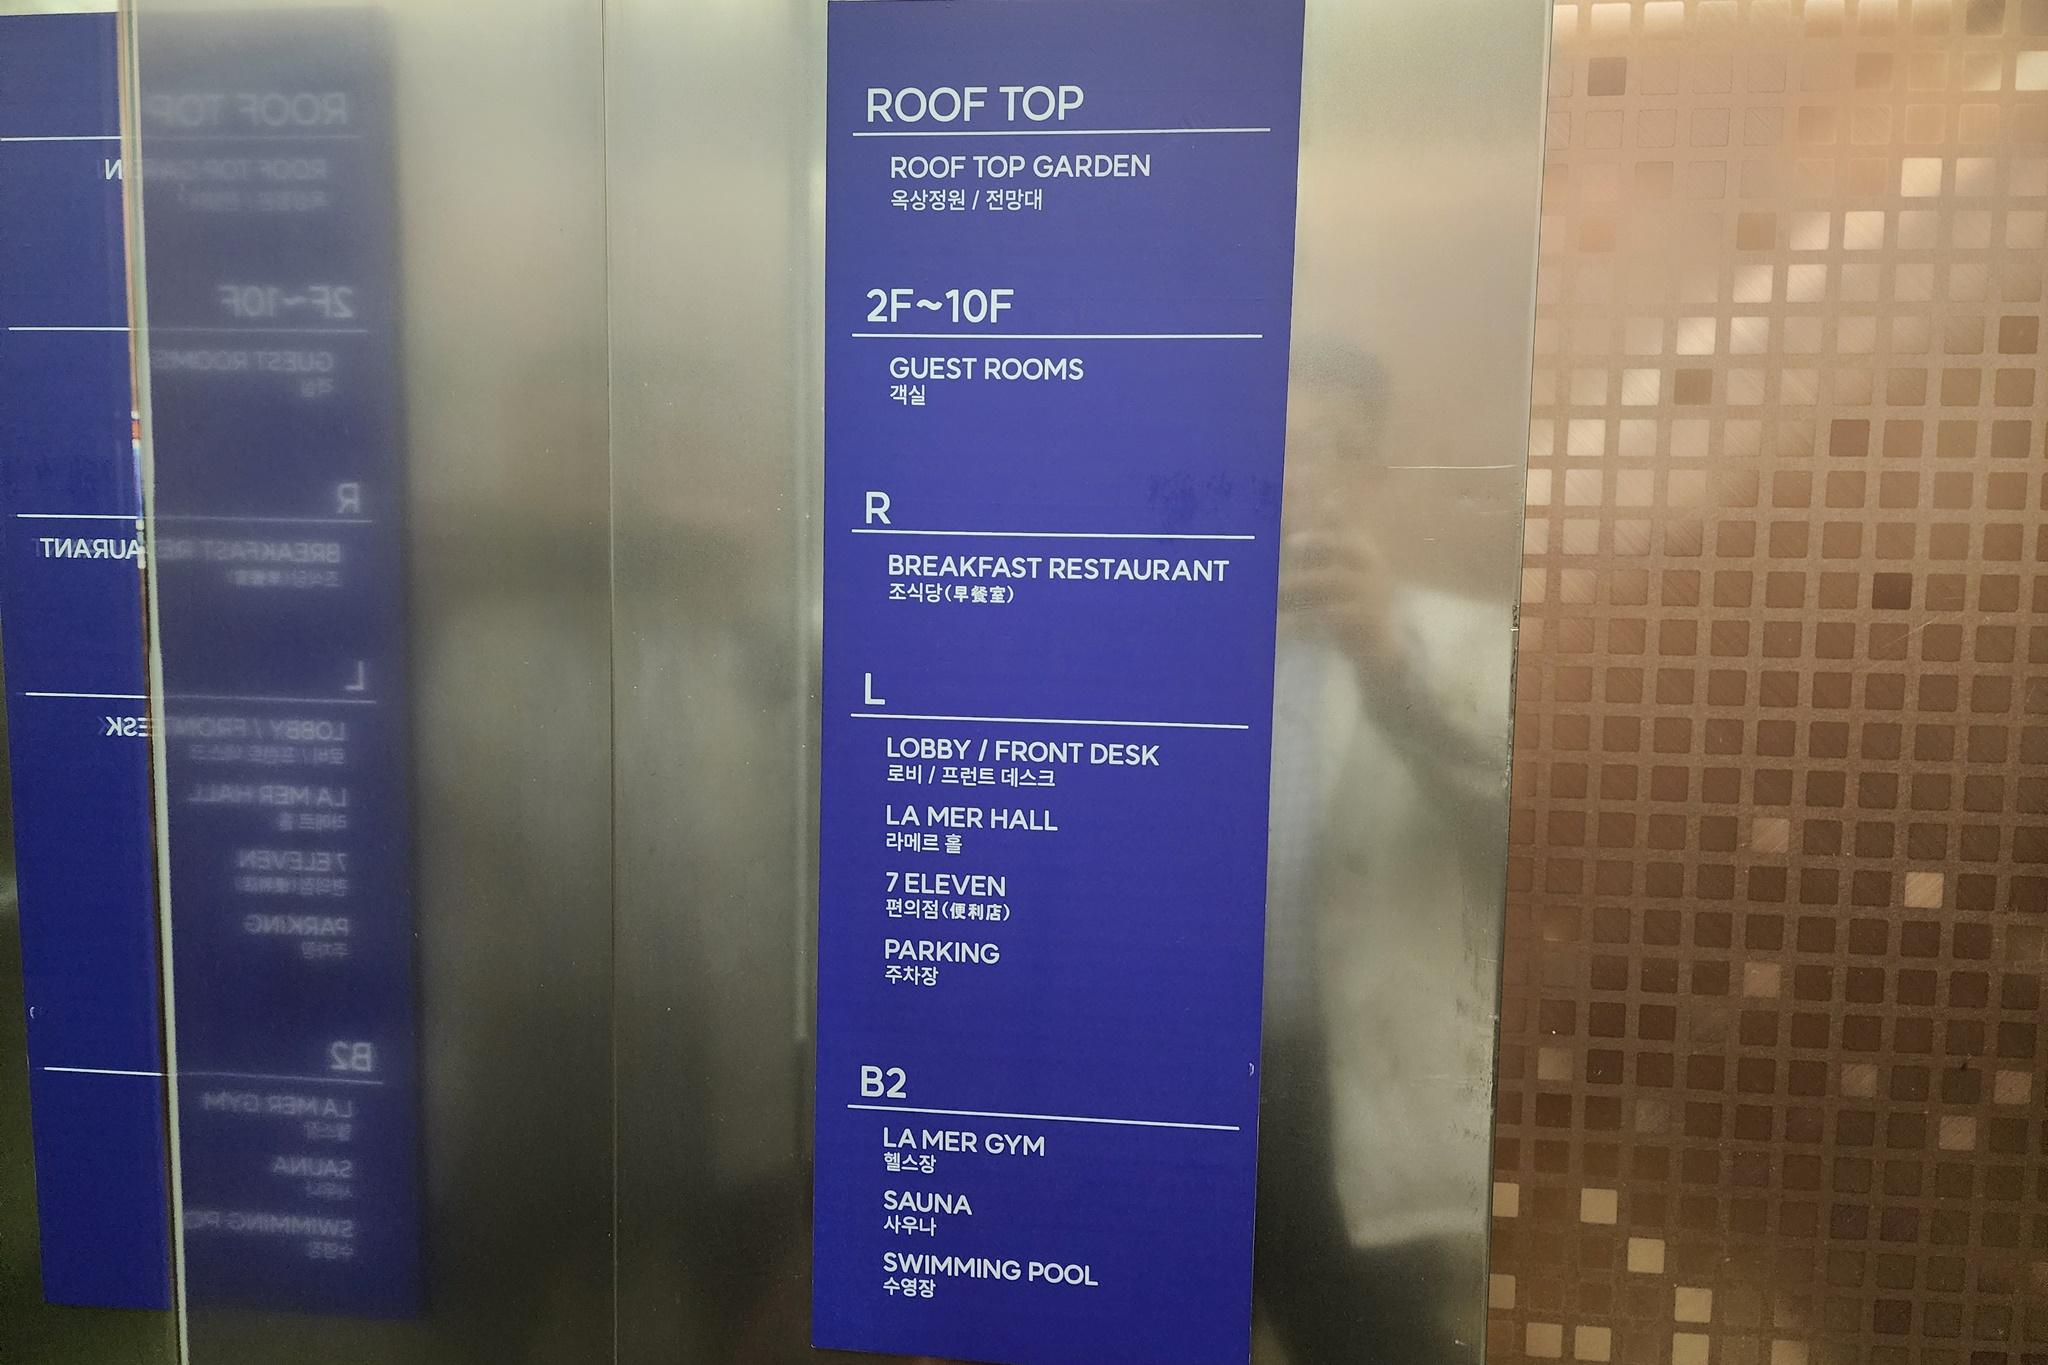 ROOF TOP
ROOF TOP GARDEN
옥상정원 / 전망대
2F~10F
GUEST ROOMS
객실
R
BREAKFAST RESTAURANT
조식당(早餐室)
L
LOBBY / FRONT DESK
로비 / 프런트 데스크
LA MER HALL
라메르 홀
7 ELEVEN
편의점(便利店)
PARKING
주차장
B2
LA MER GYM
헬스장
SAUNA
사우나
SWIMMING POOL
수영장